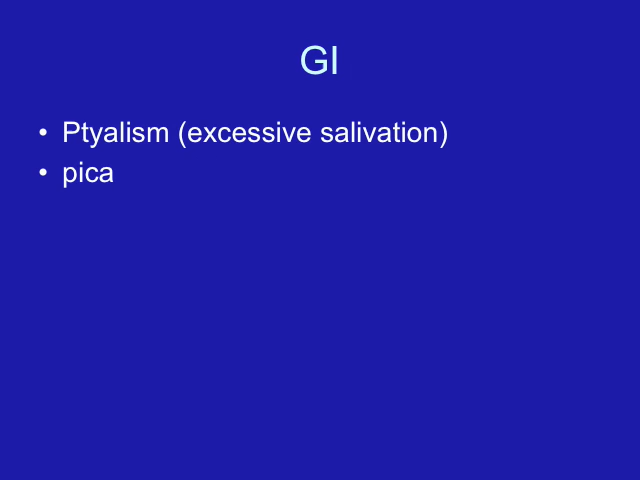 GI
• Ptyalism (excessive salivation)
• pica